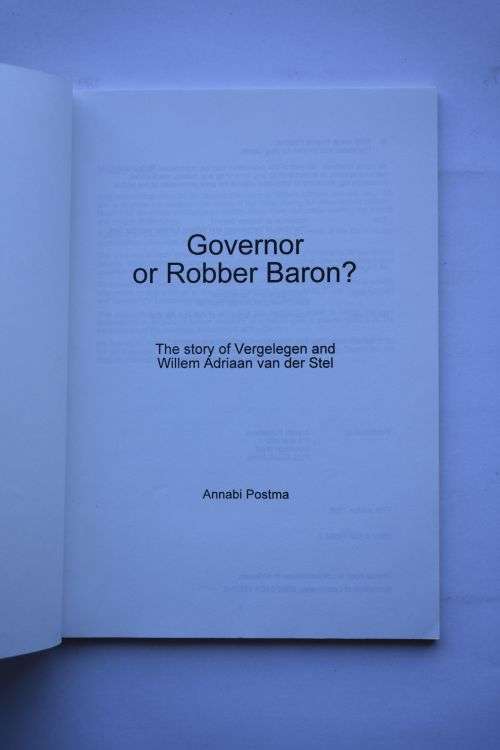 Governor
or Robber Baron?
The story of Vergelegen and
Willem Adriaan van der Stel
Annabi Postma